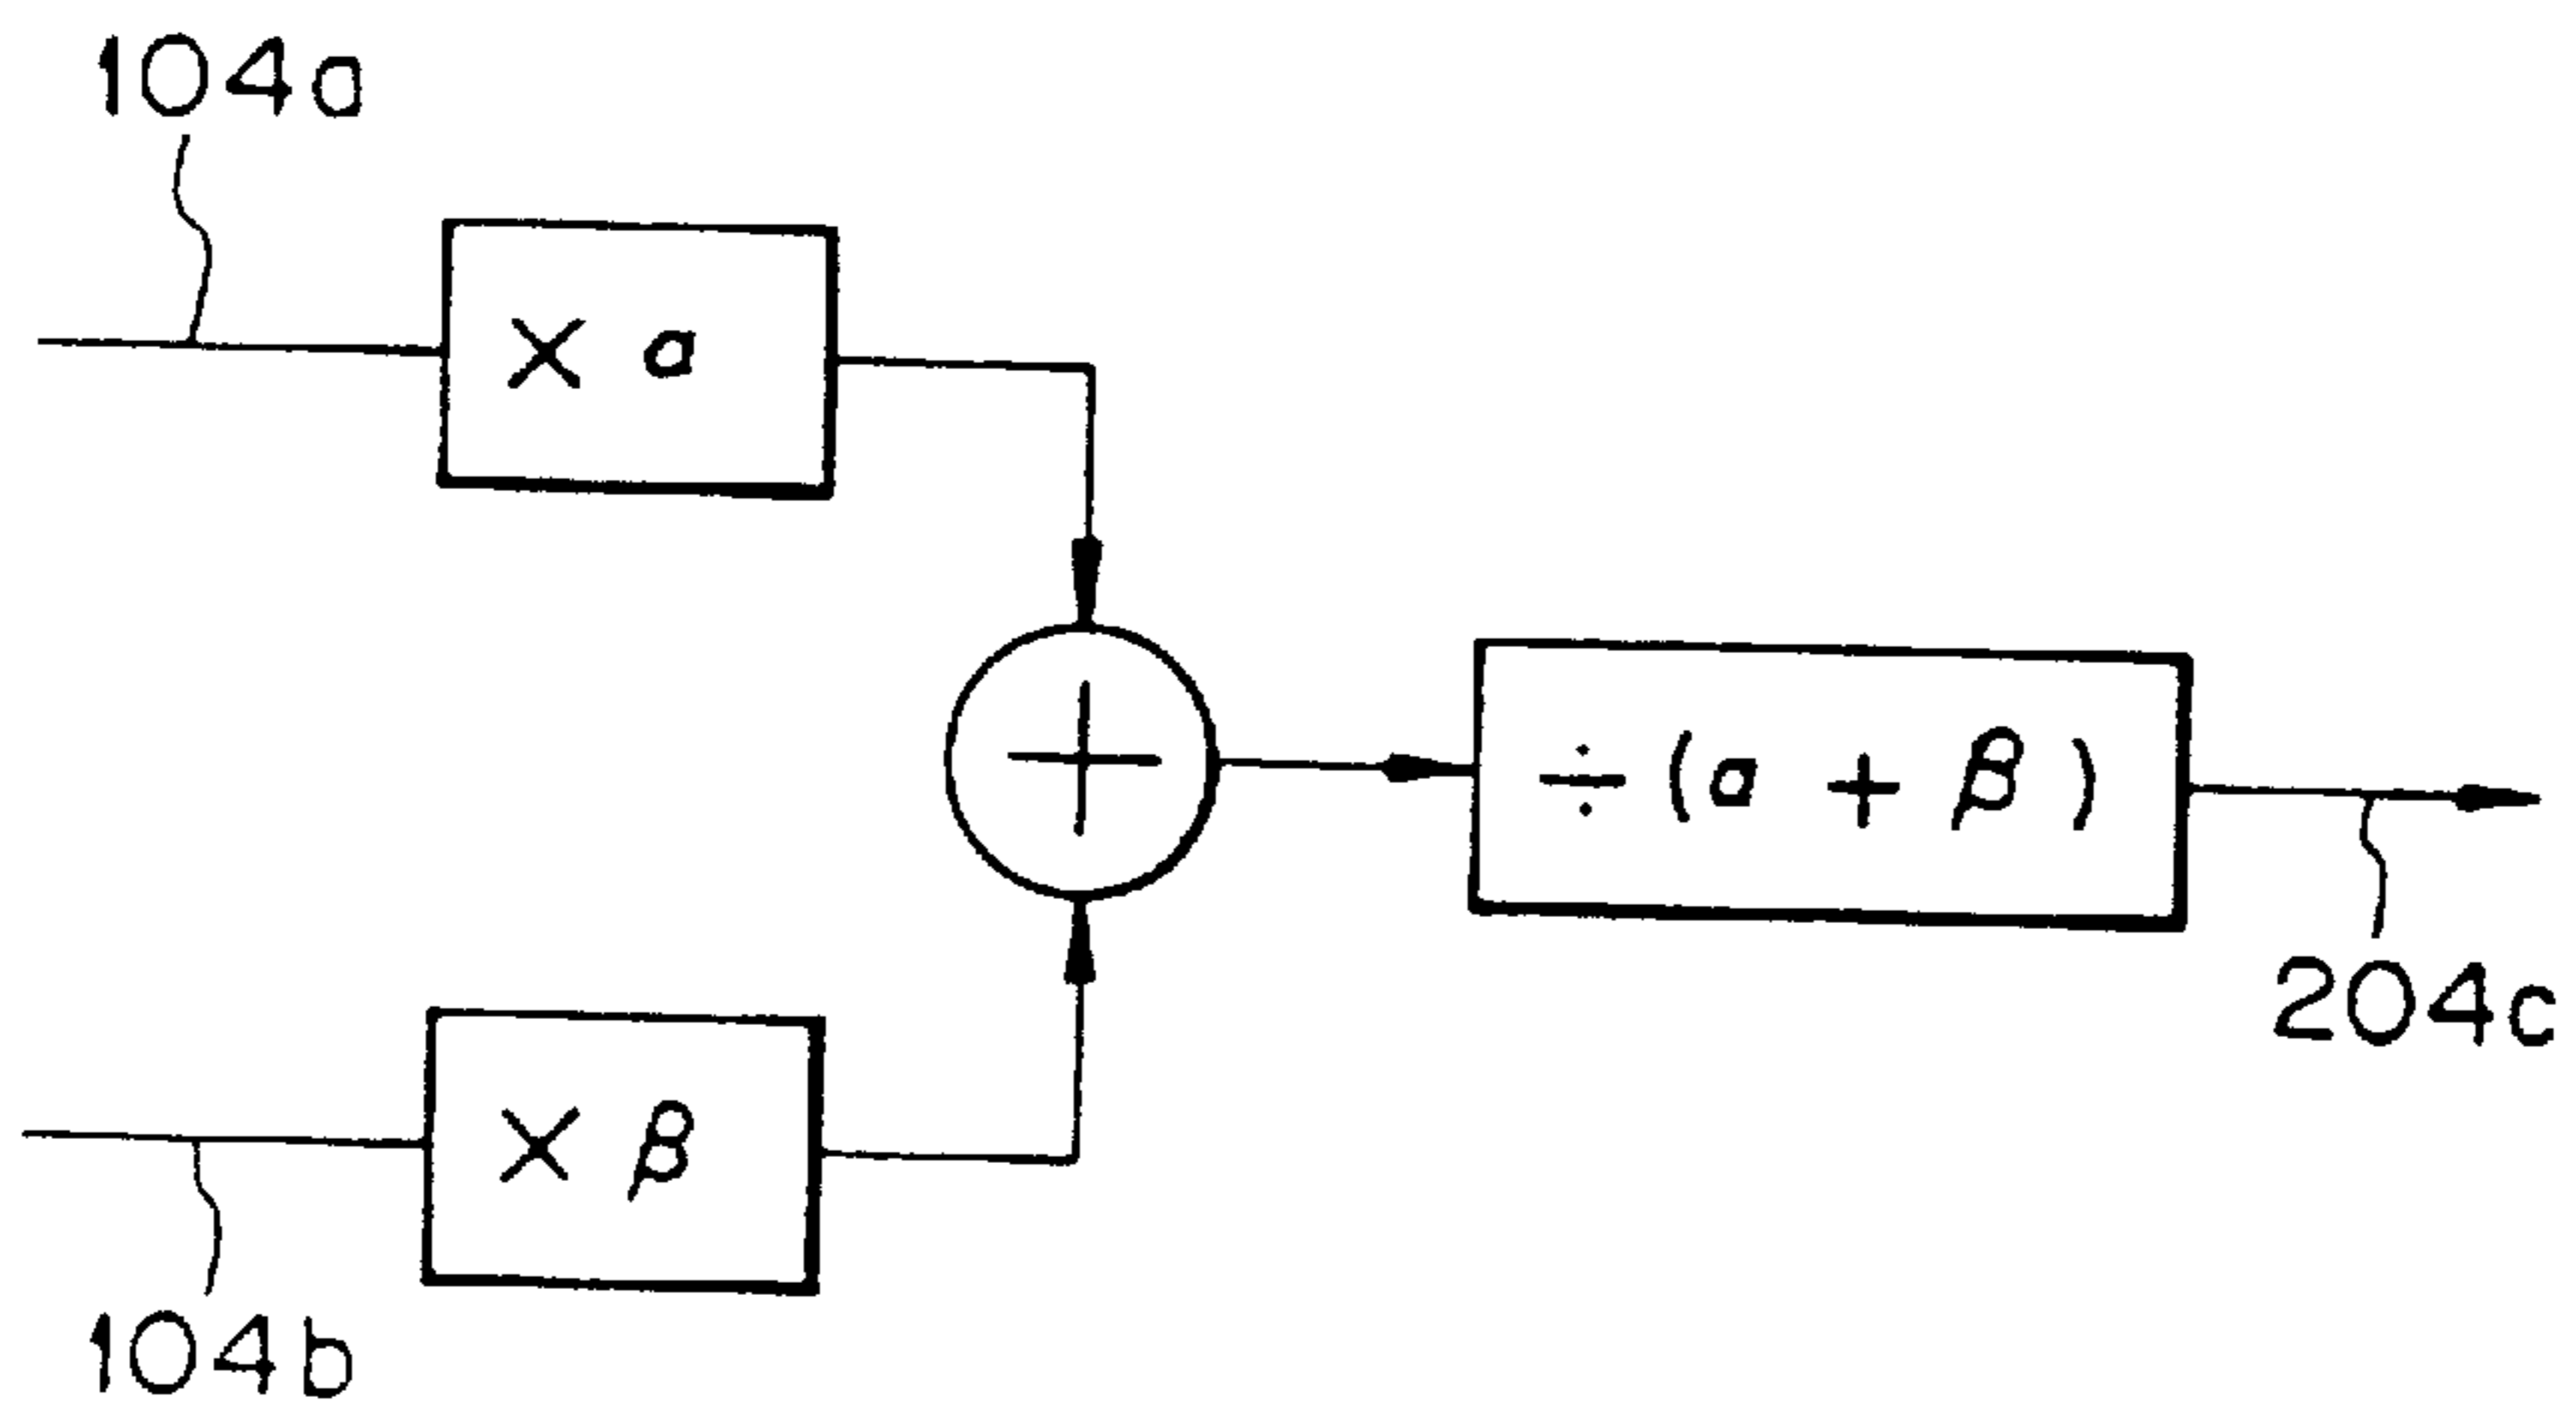 104a
× α
+
÷ (α + β)
204c
× β
104b